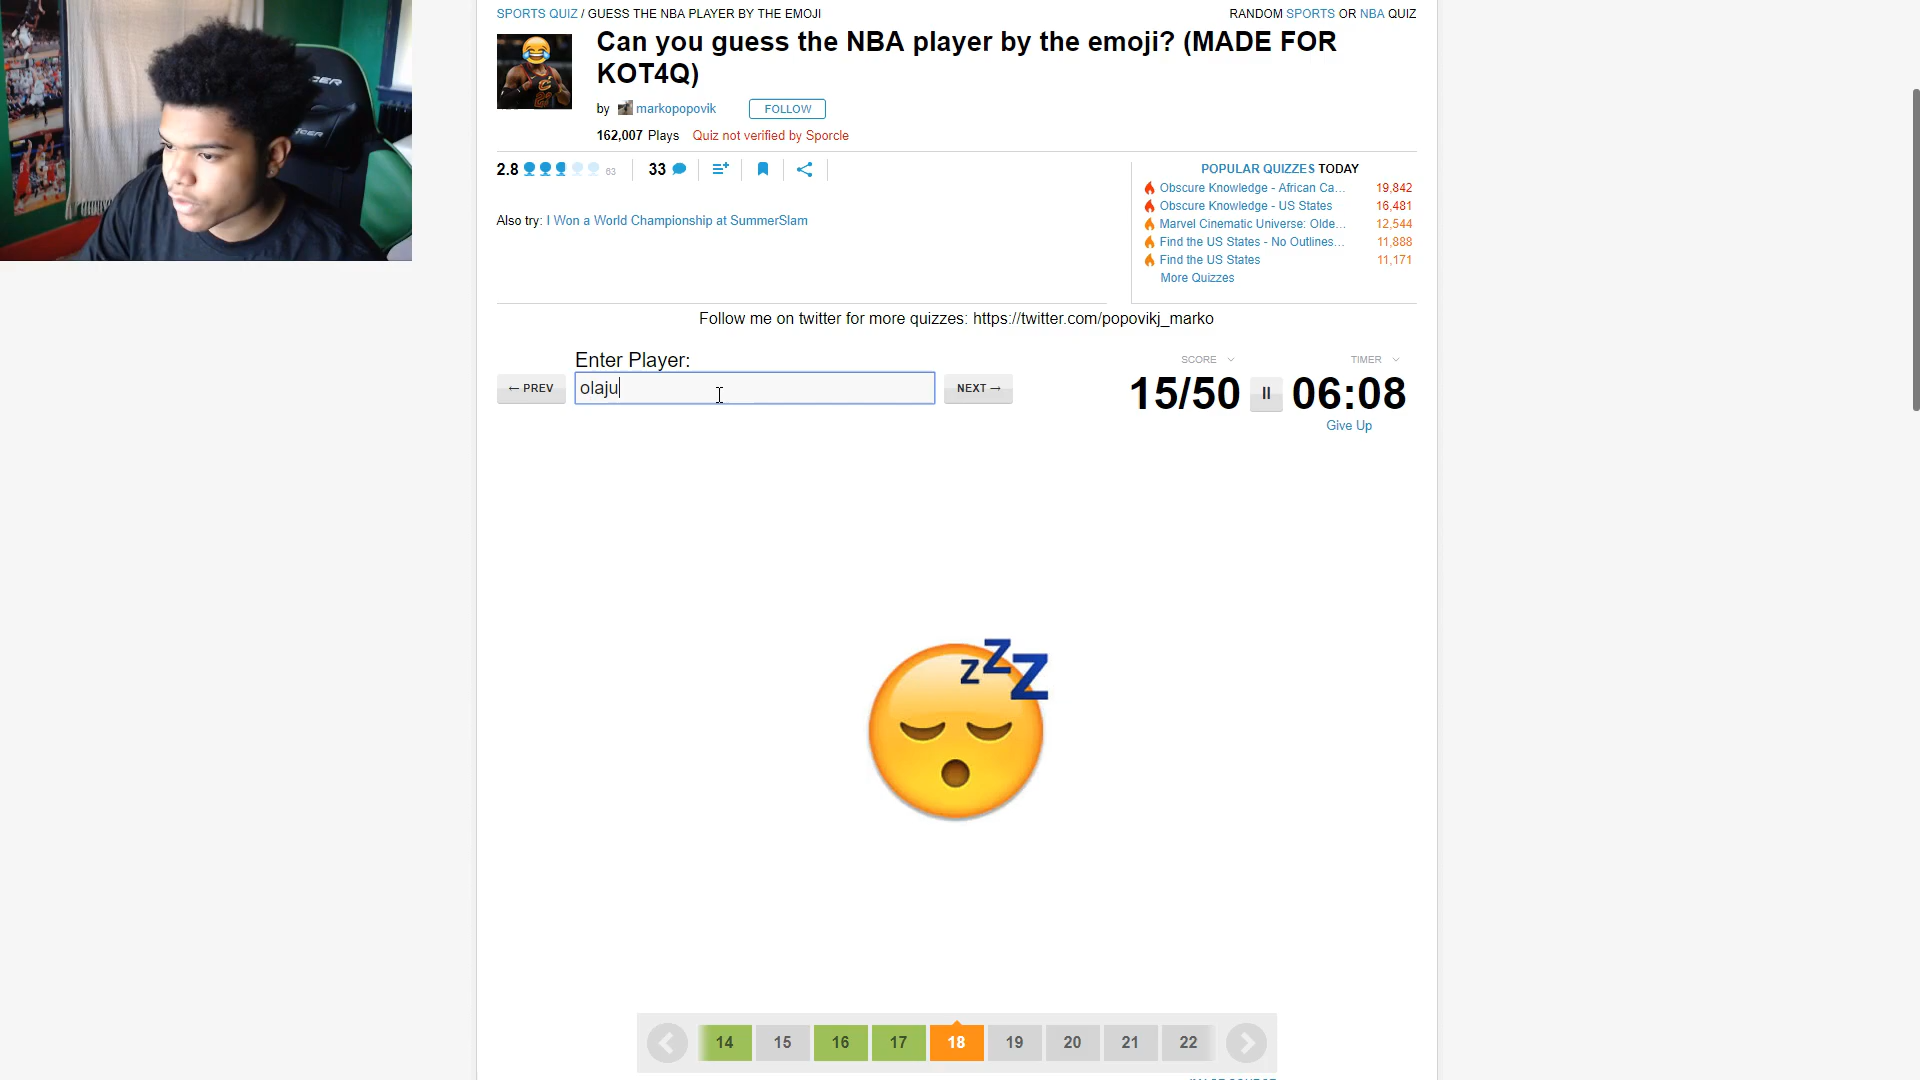 SPORTS QUIZ / GUESS THE NBA PLAYER BY THE EMOJI
RANDOM SPORTS OR NBA QUIZ
Can you guess the NBA player by the emoji? (MADE FOR
KOT4Q)
by markopopovik
FOLLOW
162,007 Plays Quiz not verified by Sporcle
2.8
63
33
Also try: I Won a World Championship at SummerSlam
POPULAR QUIZZES TODAY
Obscure Knowledge - African Ca... 19,842
Obscure Knowledge - US States 16,481
Marvel Cinematic Universe: Olde... 12,544
Find the US States - No Outlines... 11,888
Find the US States 11,171
More Quizzes
Follow me on twitter for more quizzes: https://twitter.com/popovikj_marko
Enter Player:
← PREV
olaju
NEXT →
SCORE
TIMER
15/50
06:08
Give Up
zzZ
14 15 16 17 18 19 20 21 22